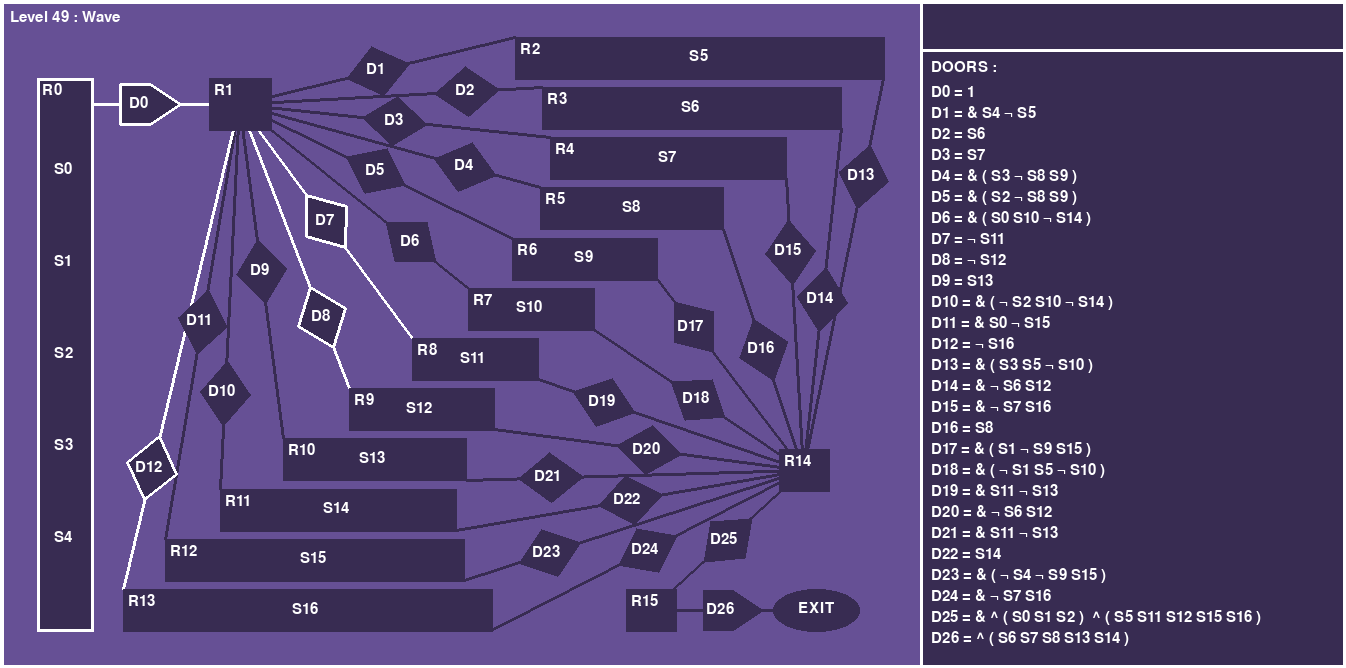 Level 49 : Wave
R0
D0
R1
D1
R2
S5
D2
R3
S6
D3
R4
S7
D4
R5
S8
D5
R6
S9
D6
R7
S10
D7
R8
S11
D8
R9
S12
D9
R10
S13
D10
R11
S14
D11
R12
S15
D12
R13
S16
S0
S1
S2
S3
S4
D13
D14
D15
D16
D17
D18
D19
D20
D21
D22
D23
D24
D25
R14
R15
D26
EXIT
DOORS :
D0 = 1
D1 = & S4 ¬ S5
D2 = S6
D3 = S7
D4 = & ( S3 ¬ S8 S9 )
D5 = & ( S2 ¬ S8 S9 )
D6 = & ( S0 S10 ¬ S14 )
D7 = ¬ S11
D8 = ¬ S12
D9 = S13
D10 = & ( ¬ S2 S10 ¬ S14 )
D11 = & S0 ¬ S15
D12 = ¬ S16
D13 = & ( S3 S5 ¬ S10 )
D14 = & ¬ S6 S12
D15 = & ¬ S7 S16
D16 = S8
D17 = & ( S1 ¬ S9 S15 )
D18 = & ( ¬ S1 S5 ¬ S10 )
D19 = & S11 ¬ S13
D20 = & ¬ S6 S12
D21 = & S11 ¬ S13
D22 = S14
D23 = & ( ¬ S4 ¬ S9 S15 )
D24 = & ¬ S7 S16
D25 = & ^ ( S0 S1 S2 ) ^ ( S5 S11 S12 S15 S16 )
D26 = ^ ( S6 S7 S8 S13 S14 )